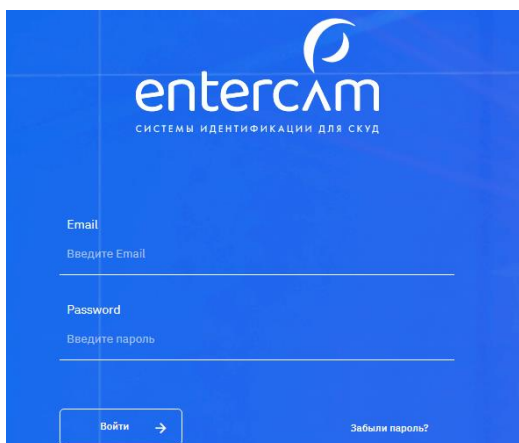 entercam
СИСТЕМЫ ИДЕНТИФИКАЦИИ ДЛЯ СКУД
Email
Введите Email
Password
Введите пароль
Войти →
Забыли пароль?